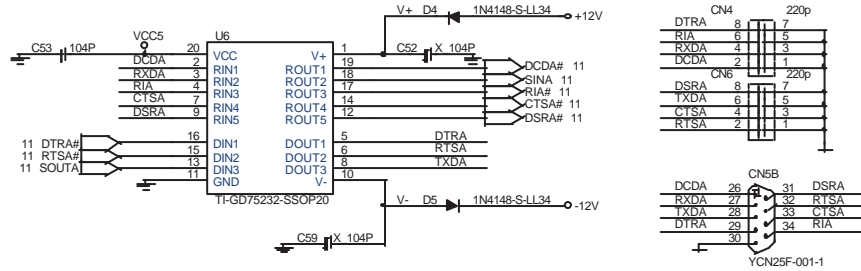 V+ D4 1N4148-S-LL34 +12V
U6
VCC5
C53 104P
20 VCC V+ 1
C52 X_104P
DCDA 2 RIN1 ROUT1 19 DCDA# 11
RXDA 3 RIN2 ROUT2 18 SINA 11
RIA 4 RIN3 ROUT3 17 RIA# 11
CTSA 7 RIN4 ROUT4 14 CTSA# 11
DSRA 9 RIN5 ROUT5 12 DSRA# 11
11 DTRA# 16 DIN1 DOUT1 5 DTRA
11 RTSA# 15 DIN2 DOUT2 6 RTSA
11 SOUTA 13 DIN3 DOUT3 8 TXDA
11 GND V- 10
TI-GD75232-SSOP20
V- D5 1N4148-S-LL34 -12V
C59 X_104P
CN4 220p
DTRA 8 7
RIA 6 5
RXDA 4 3
DCDA 2 1
CN6 220p
DSRA 8 7
TXDA 6 5
CTSA 4 3
RTSA 2 1
CN5B
DCDA 26 31 DSRA
RXDA 27 32 RTSA
TXDA 28 33 CTSA
DTRA 29 34 RIA
30
YCN25F-001-1